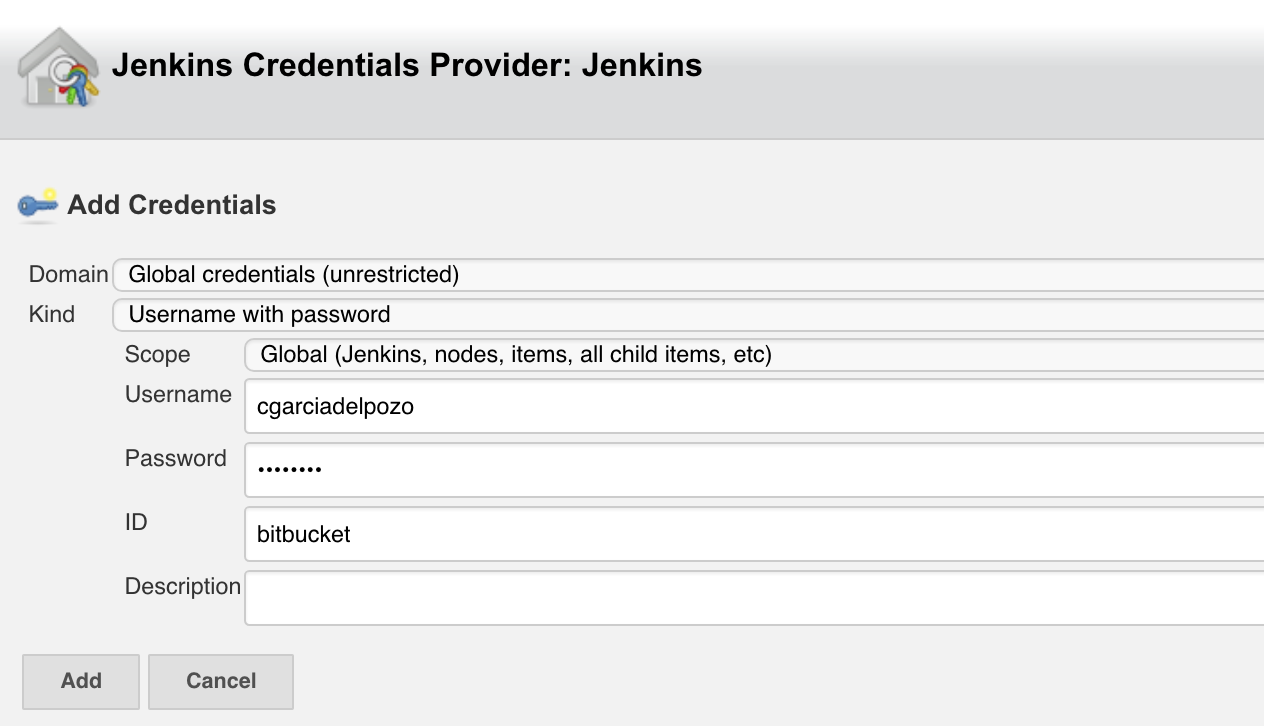 Jenkins Credentials Provider: Jenkins
Add Credentials
Domain Global credentials (unrestricted)
Kind Username with password
Scope Global (Jenkins, nodes, items, all child items, etc)
Username cgarciadelpozo
Password ••••••••
ID bitbucket
Description
Add Cancel